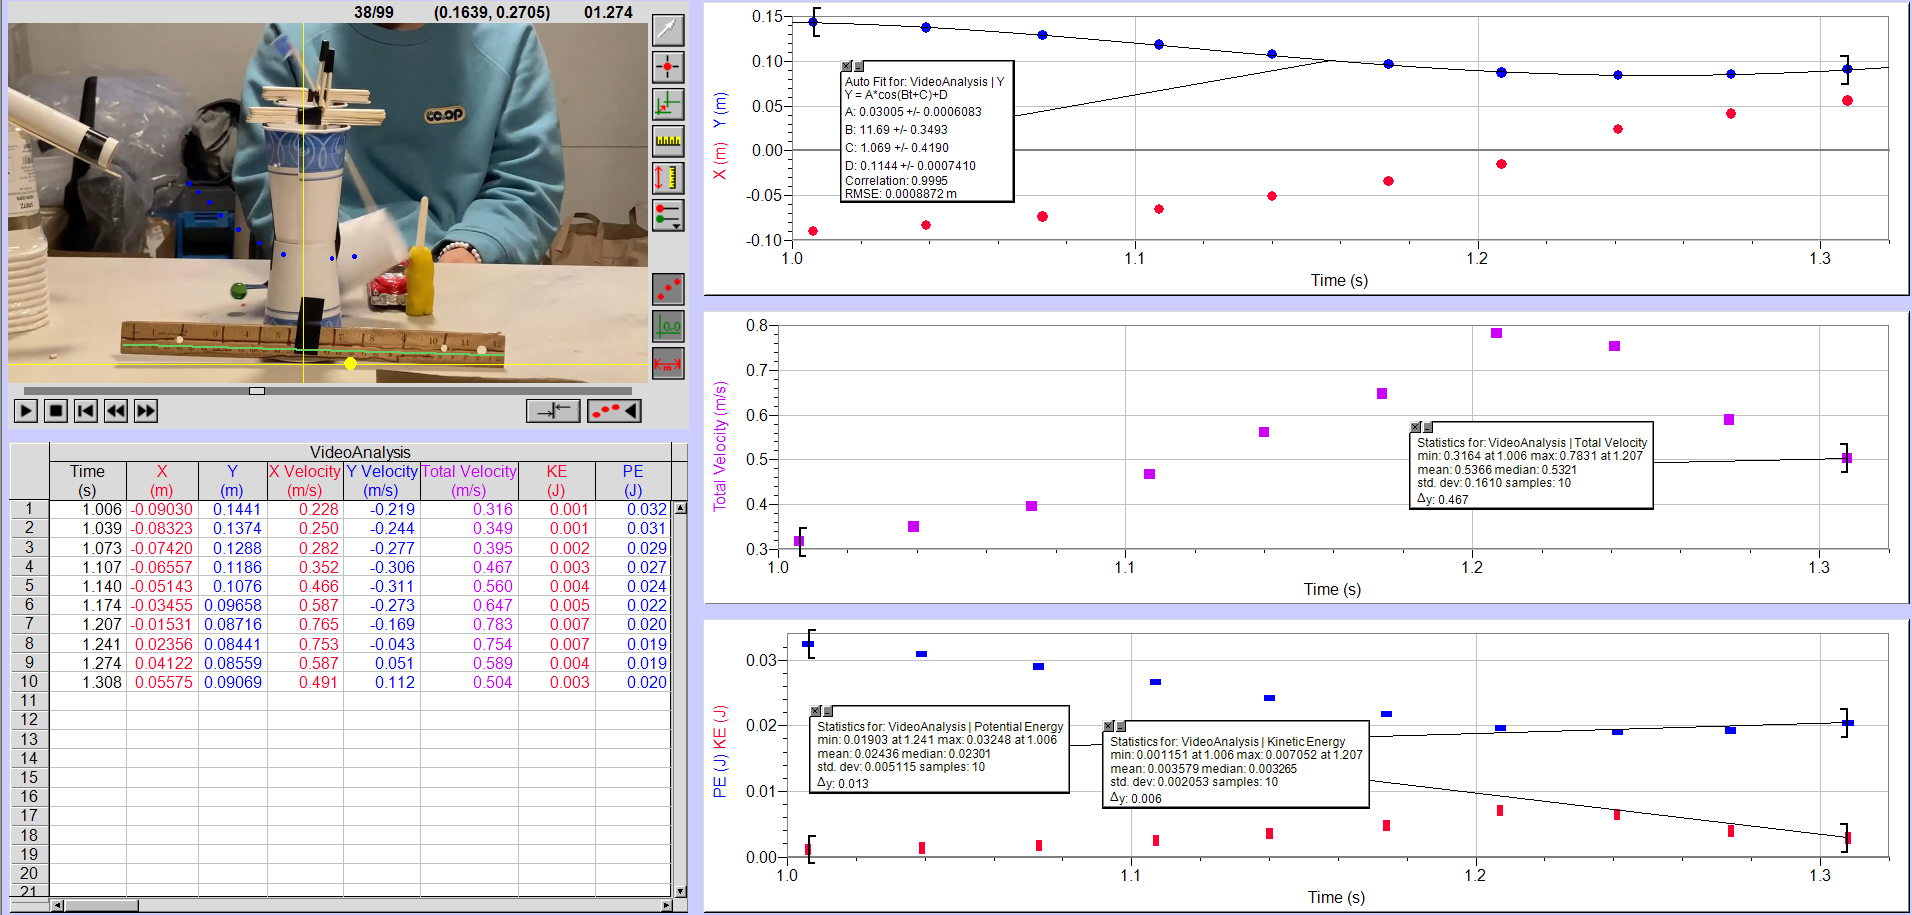 38/99 (0.1639, 0.2705) 01.274
CO.OP
1 2 3 4 5 7 8 10 11 12
VideoAnalysis
Time X Y X Velocity Y Velocity Total Velocity KE PE
(s) (m) (m) (m/s) (m/s) (m/s) (J) (J)
1 1.006 -0.09030 0.1441 0.228 -0.219 0.316 0.001 0.032
2 1.039 -0.08323 0.1374 0.250 -0.244 0.349 0.001 0.031
3 1.073 -0.07420 0.1288 0.282 -0.277 0.395 0.002 0.029
4 1.107 -0.06557 0.1186 0.352 -0.306 0.467 0.003 0.027
5 1.140 -0.05143 0.1076 0.466 -0.311 0.560 0.004 0.024
6 1.174 -0.03455 0.09658 0.587 -0.273 0.647 0.005 0.022
7 1.207 -0.01531 0.08716 0.765 -0.169 0.783 0.007 0.020
8 1.241 0.02356 0.08441 0.753 -0.043 0.754 0.007 0.019
9 1.274 0.04122 0.08559 0.587 0.051 0.589 0.004 0.019
10 1.308 0.05575 0.09069 0.491 0.112 0.504 0.003 0.020
11
12
13
14
15
16
17
18
19
20
21
X (m) Y (m)
0.15
0.10
0.05
0.00
-0.05
-0.10
Auto Fit for: VideoAnalysis | Y
Y = A*cos(Bt+C)+D
A: 0.03005 +/- 0.0006083
B: 11.69 +/- 0.3493
C: 1.069 +/- 0.4190
D: 0.1144 +/- 0.0007410
Correlation: 0.9995
RMSE: 0.0008872 m
1.0 1.1 1.2 1.3
Time (s)
Total Velocity (m/s)
0.8
0.7
0.6
0.5
0.4
0.3
Statistics for: VideoAnalysis | Total Velocity
min: 0.3164 at 1.006 max: 0.7831 at 1.207
mean: 0.5366 median: 0.5321
std. dev: 0.1610 samples: 10
Δy: 0.467
1.0 1.1 1.2 1.3
Time (s)
PE (J) KE (J)
0.03
0.02
0.01
0.00
Statistics for: VideoAnalysis | Potential Energy
min: 0.01903 at 1.241 max: 0.03248 at 1.006
mean: 0.02436 median: 0.02301
std. dev: 0.005115 samples: 10
Δy: 0.013
Statistics for: VideoAnalysis | Kinetic Energy
min: 0.001151 at 1.006 max: 0.007052 at 1.207
mean: 0.003579 median: 0.003265
std. dev: 0.002053 samples: 10
Δy: 0.006
1.0 1.1 1.2 1.3
Time (s)